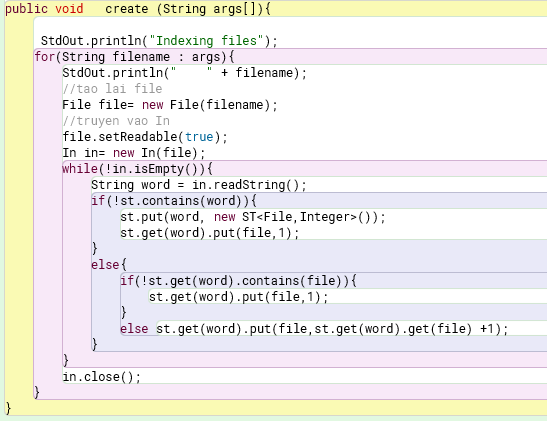 public void   create (String args[]){
StdOut.println("Indexing files");
for(String filename : args){
StdOut.println("    " + filename);
//tao lai file
File file= new File(filename);
//truyen vao In
file.setReadable(true);
In in= new In(file);
while(!in.isEmpty()){
String word = in.readString();
if(!st.contains(word)){
st.put(word, new ST<File,Integer>());
st.get(word).put(file,1);
}
else{
if(!st.get(word).contains(file)){
st.get(word).put(file,1);
}
else st.get(word).put(file,st.get(word).get(file) +1);
}
}
in.close();
}
}